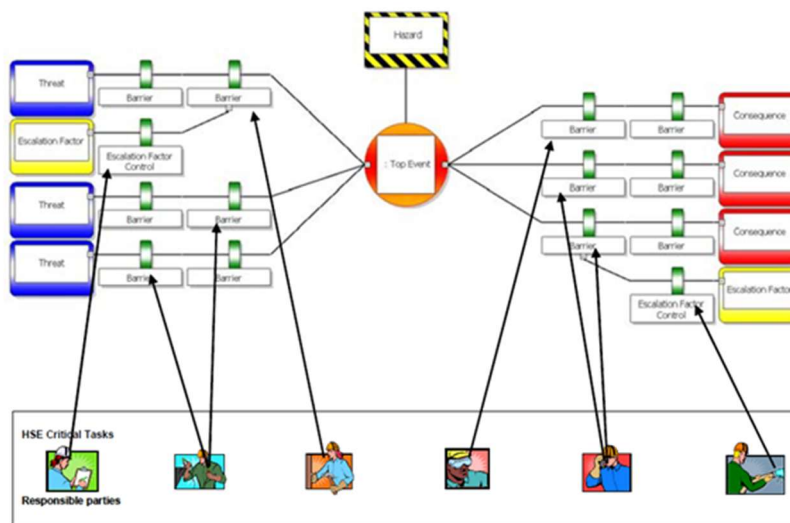 Hazard
Threat
Barrier
Barrier
Consequence
Barrier
Barrier
Escalation Factor
Escalation Factor
Control
: Top Event
Consequence
Barrier
Barrier
Threat
Barrier
Barrier
Consequence
Barrier
Barrier
Threat
Barrier
Barrier
Escalation Factor
Escalation Factor
Control
HSE Critical Tasks
Responsible parties